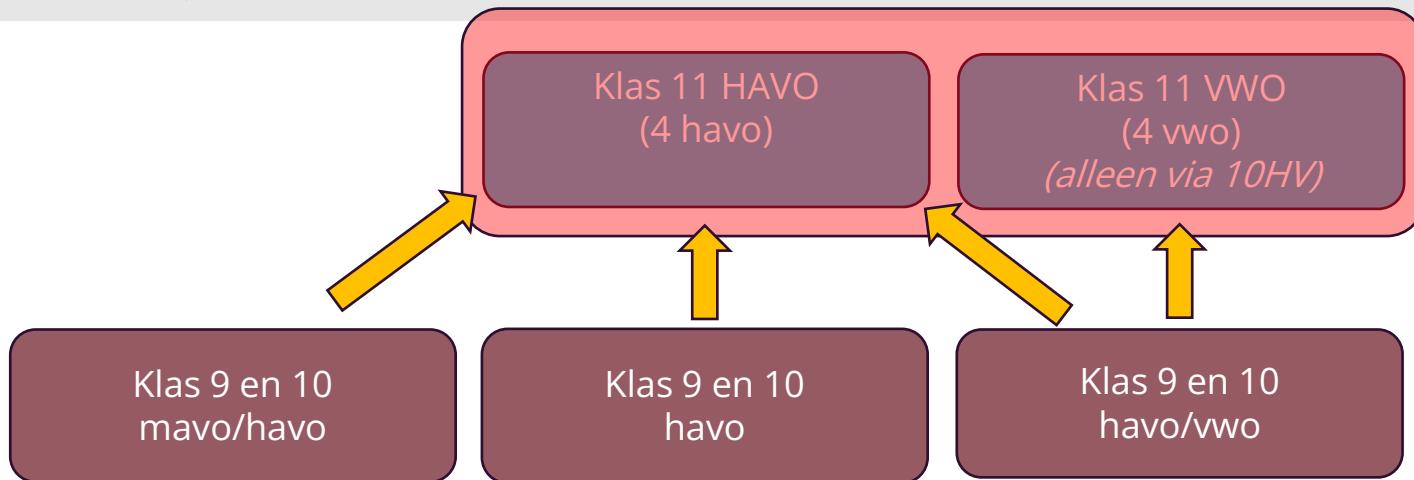 Klas 11 HAVO
(4 havo)
Klas 11 VWO
(4 vwo)
(alleen via 10HV)
Klas 9 en 10
mavo/havo
Klas 9 en 10
havo
Klas 9 en 10
havo/vwo